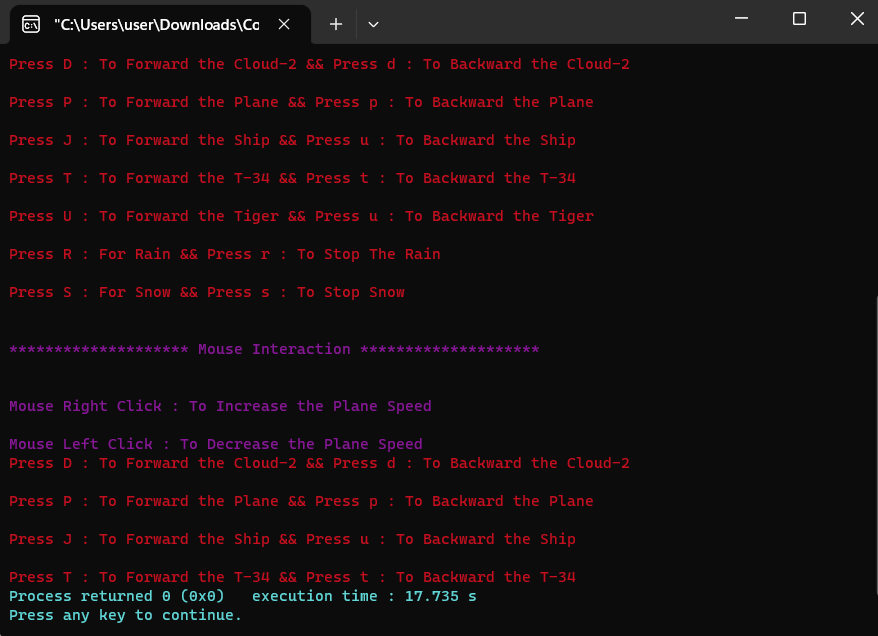 "C:\Users\user\Downloads\Co
Press D : To Forward the Cloud-2 && Press d : To Backward the Cloud-2
Press P : To Forward the Plane && Press p : To Backward the Plane
Press J : To Forward the Ship && Press u : To Backward the Ship
Press T : To Forward the T-34 && Press t : To Backward the T-34
Press U : To Forward the Tiger && Press u : To Backward the Tiger
Press R : For Rain && Press r : To Stop The Rain
Press S : For Snow && Press s : To Stop Snow
******************** Mouse Interaction ********************
Mouse Right Click : To Increase the Plane Speed
Mouse Left Click : To Decrease the Plane Speed
Press D : To Forward the Cloud-2 && Press d : To Backward the Cloud-2
Press P : To Forward the Plane && Press p : To Backward the Plane
Press J : To Forward the Ship && Press u : To Backward the Ship
Press T : To Forward the T-34 && Press t : To Backward the T-34
Process returned 0 (0x0)   execution time : 17.735 s
Press any key to continue.